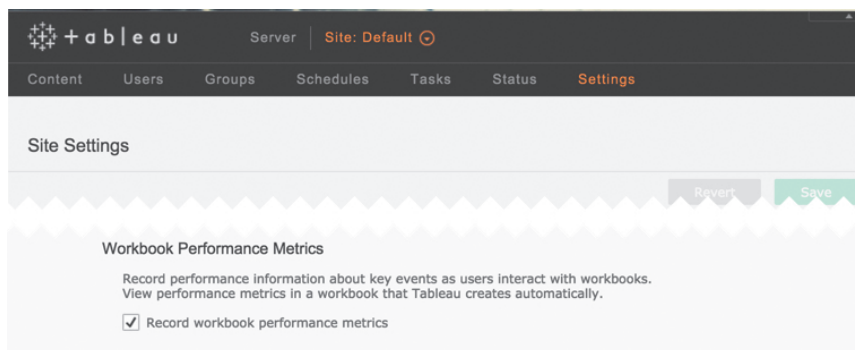 + a b | e a u Server Site: Default
Content Users Groups Schedules Tasks Status Settings
Site Settings
Revert Save
Workbook Performance Metrics
Record performance information about key events as users interact with workbooks.
View performance metrics in a workbook that Tableau creates automatically.
Record workbook performance metrics